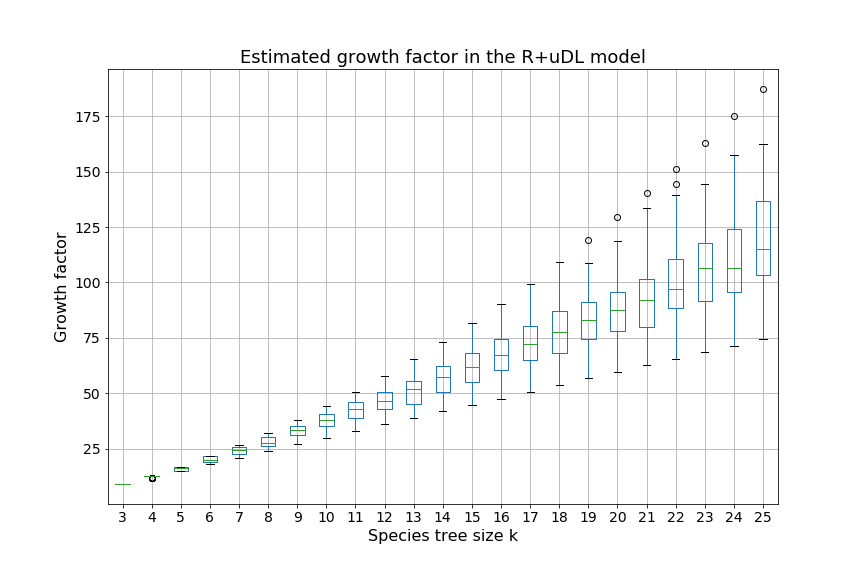 Estimated growth factor in the R+uDL model
175
150
125
100
75
50
25
Growth factor
3 4 5 6 7 8 9 10 11 12 13 14 15 16 17 18 19 20 21 22 23 24 25
Species tree size k